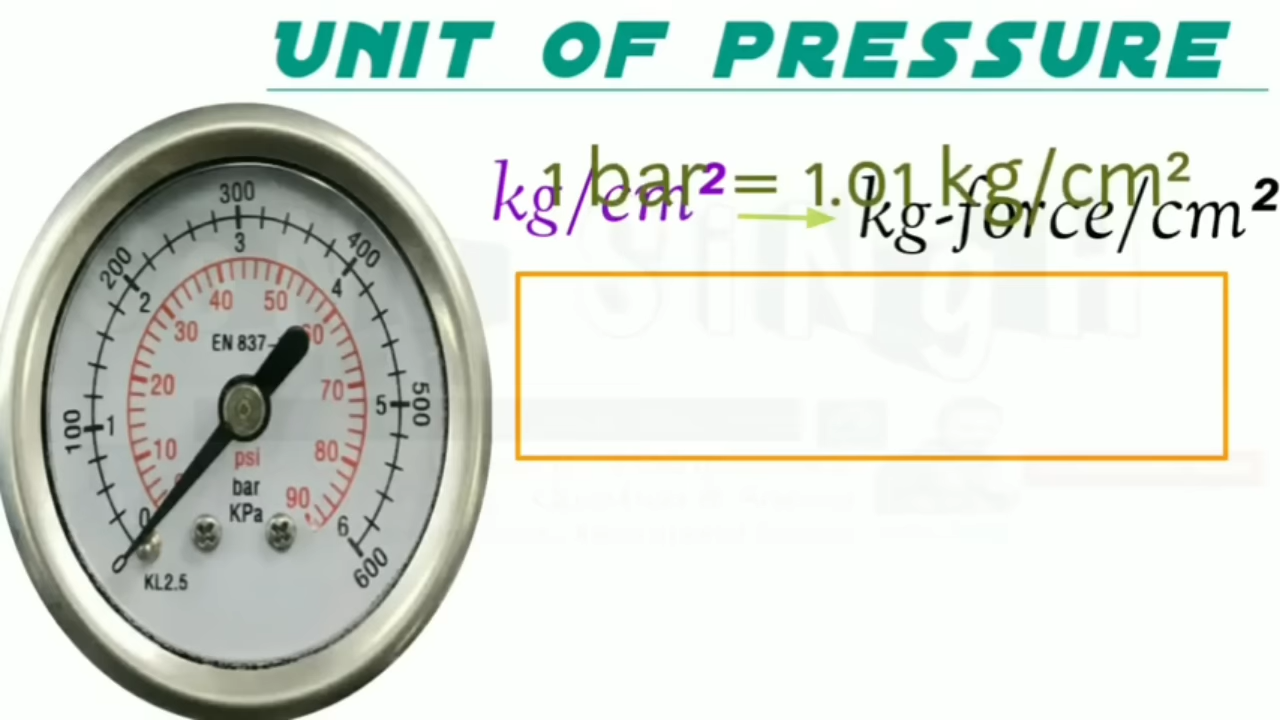 UNIT OF PRESSURE
1 bar = 1.01 kg/cm²
kg/cm² → kg-force/cm²
300
3
200
400
2
4
40 50
30
60
EN 837-
20
70
100
1
5
500
10
80
psi
bar
90
KPa
0
6
0
600
KL2.5